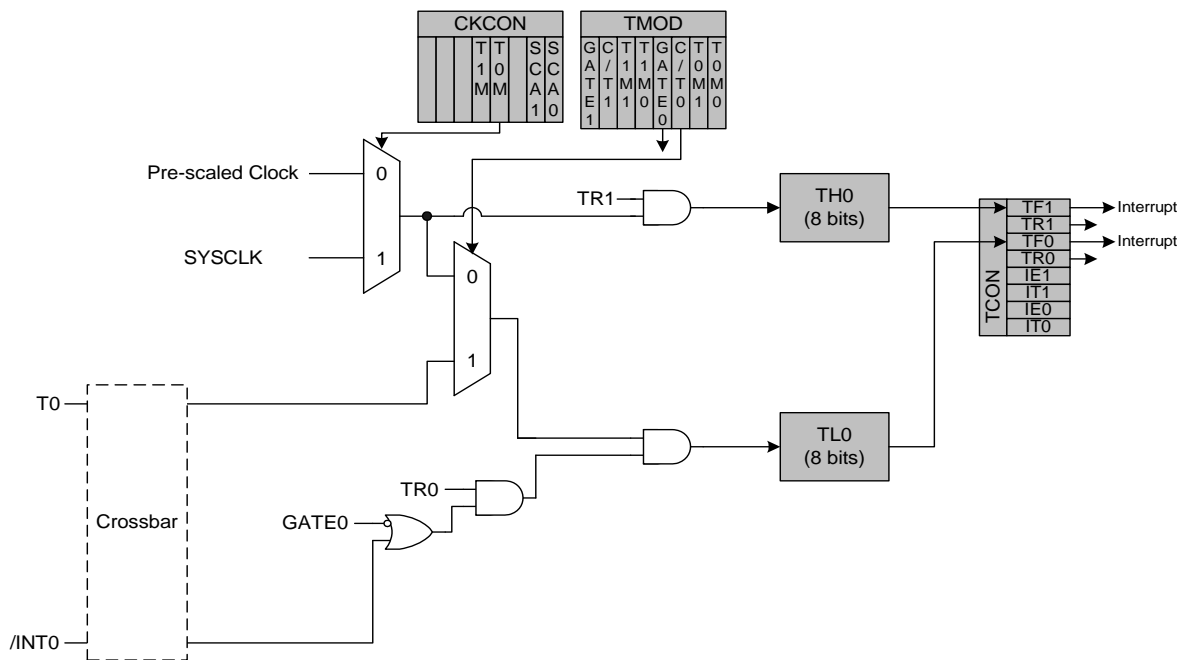 CKCON
T1M
T0M
SCA1
SCA0
TMOD
GATE1
C/T1
T1M1
T1M0
GATE0
C/T0
T0M1
T0M0
Pre-scaled Clock
0
SYSCLK
1
0
1
TR1
TH0
(8 bits)
TCON
TF1
TR1
TF0
TR0
IE1
IT1
IE0
IT0
Interrupt
Interrupt
T0
Crossbar
/INT0
TR0
GATE0
TL0
(8 bits)